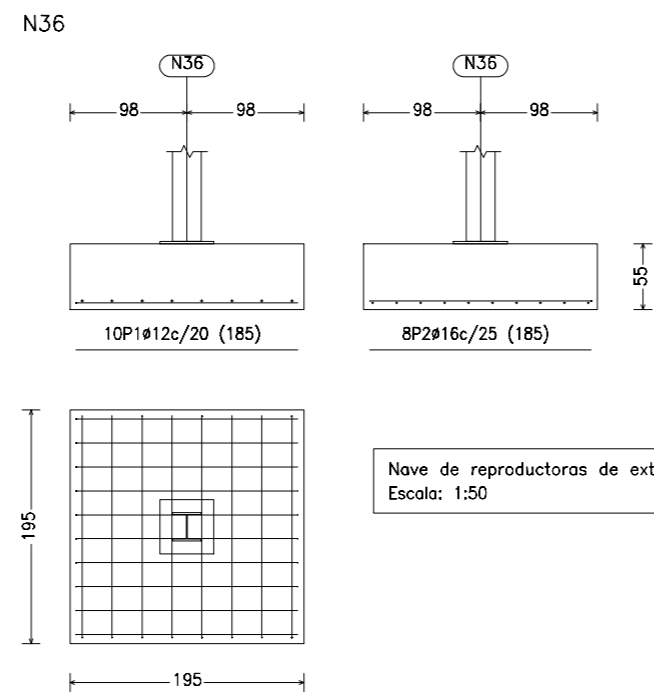 N36
N36
N36
98
98
98
98
55
10P1ø12c/20 (185)
8P2ø16c/25 (185)
195
Nave de reproductoras de ext
Escala: 1:50
195